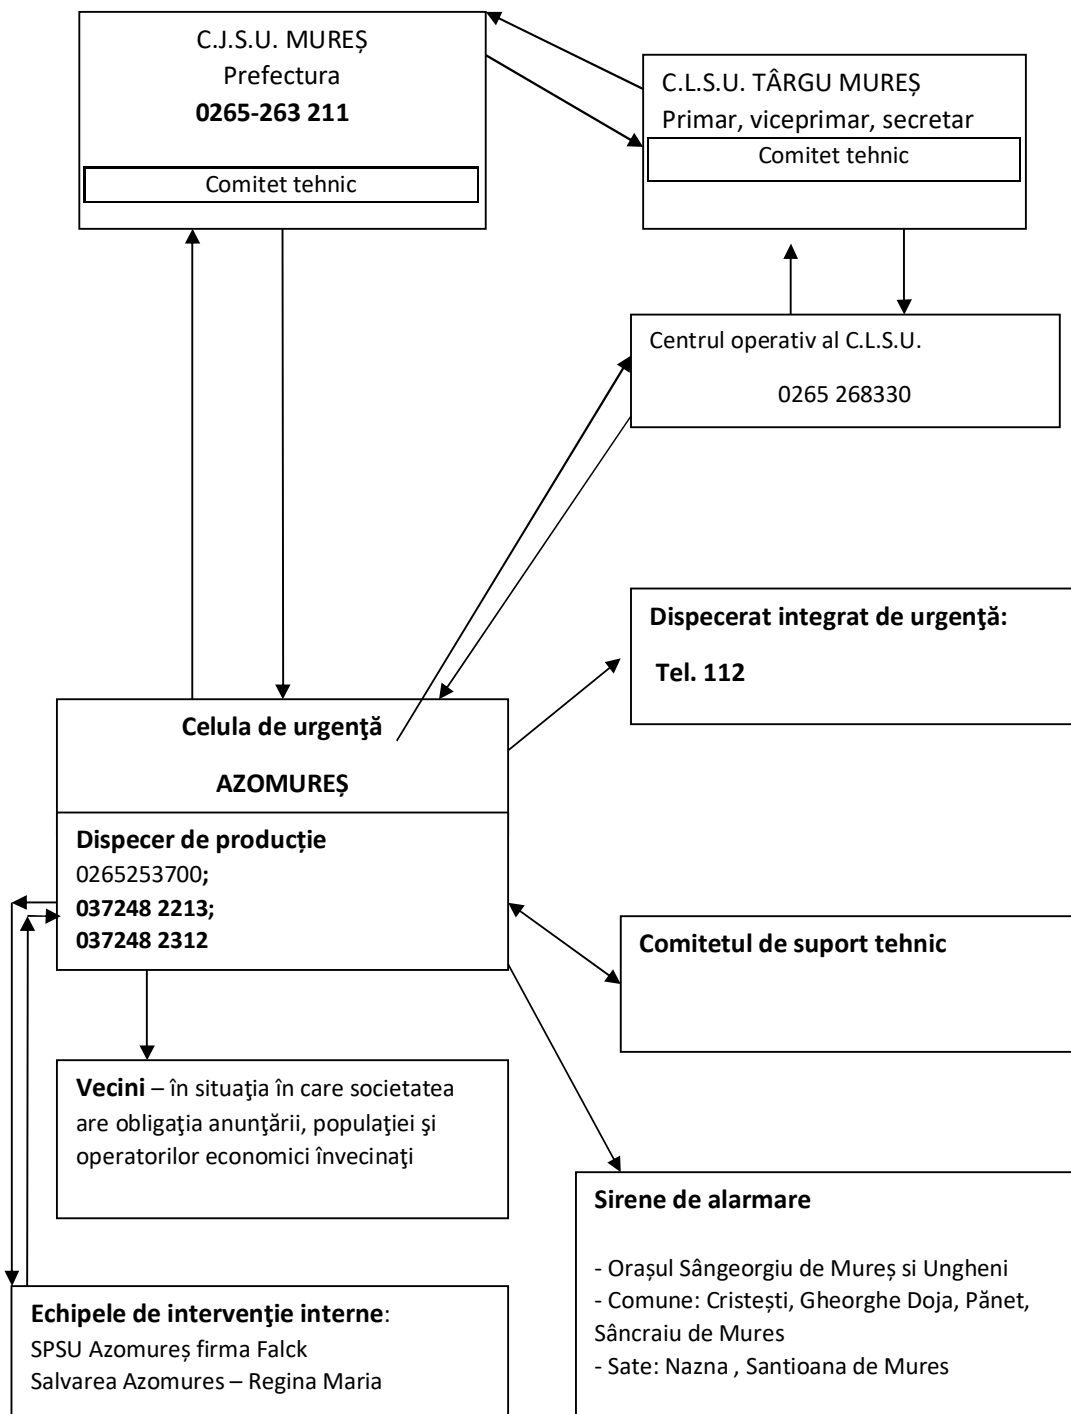 C.J.S.U. MUREȘ
Prefectura
0265-263 211
Comitet tehnic
C.L.S.U. TÂRGU MUREȘ
Primar, viceprimar, secretar
Comitet tehnic
Centrul operativ al C.L.S.U.
0265 268330
Dispecerat integrat de urgenţă:
Tel. 112
Celula de urgenţă
AZOMUREȘ
Dispecer de producție
0265253700;
037248 2213;
037248 2312
Comitetul de suport tehnic
Vecini – în situaţia în care societatea
are obligaţia anunţării, populaţiei şi
operatorilor economici învecinaţi
Sirene de alarmare
- Orașul Sângeorgiu de Mureș si Ungheni
- Comune: Cristești, Gheorghe Doja, Pănet,
Sâncraiu de Mures
- Sate: Nazna , Santioana de Mures
Echipele de intervenţie interne:
SPSU Azomureș firma Falck
Salvarea Azomures – Regina Maria